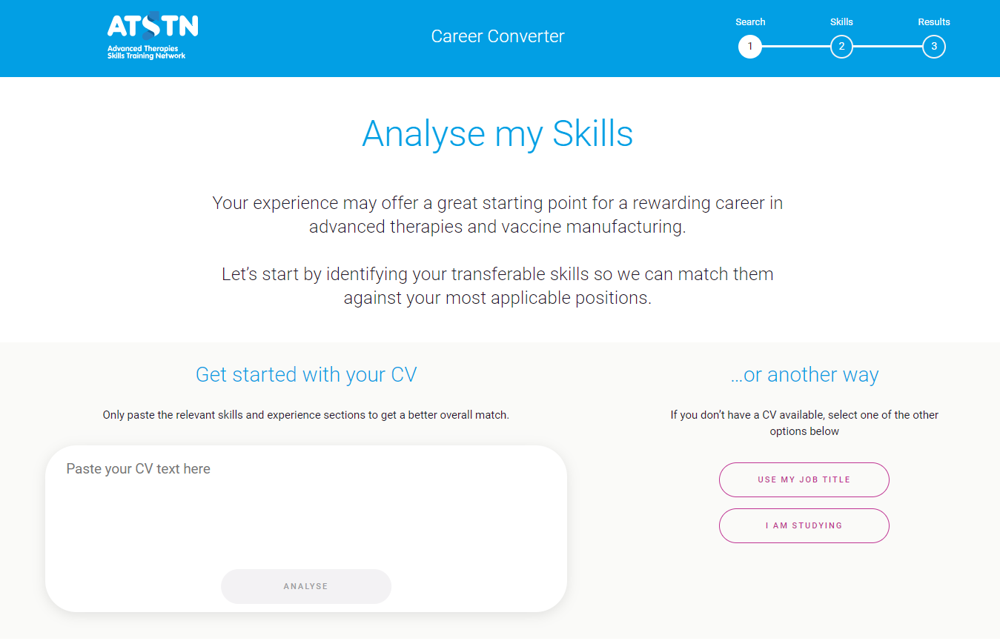 ATSTN
Advanced Therapies
Skills Training Network
Career Converter
Search
Skills
Results
1
2
3
Analyse my Skills
Your experience may offer a great starting point for a rewarding career in
advanced therapies and vaccine manufacturing.
Let’s start by identifying your transferable skills so we can match them
against your most applicable positions.
Get started with your CV
Only paste the relevant skills and experience sections to get a better overall match.
Paste your CV text here
ANALYSE
...or another way
If you don’t have a CV available, select one of the other
options below
USE MY JOB TITLE
I AM STUDYING